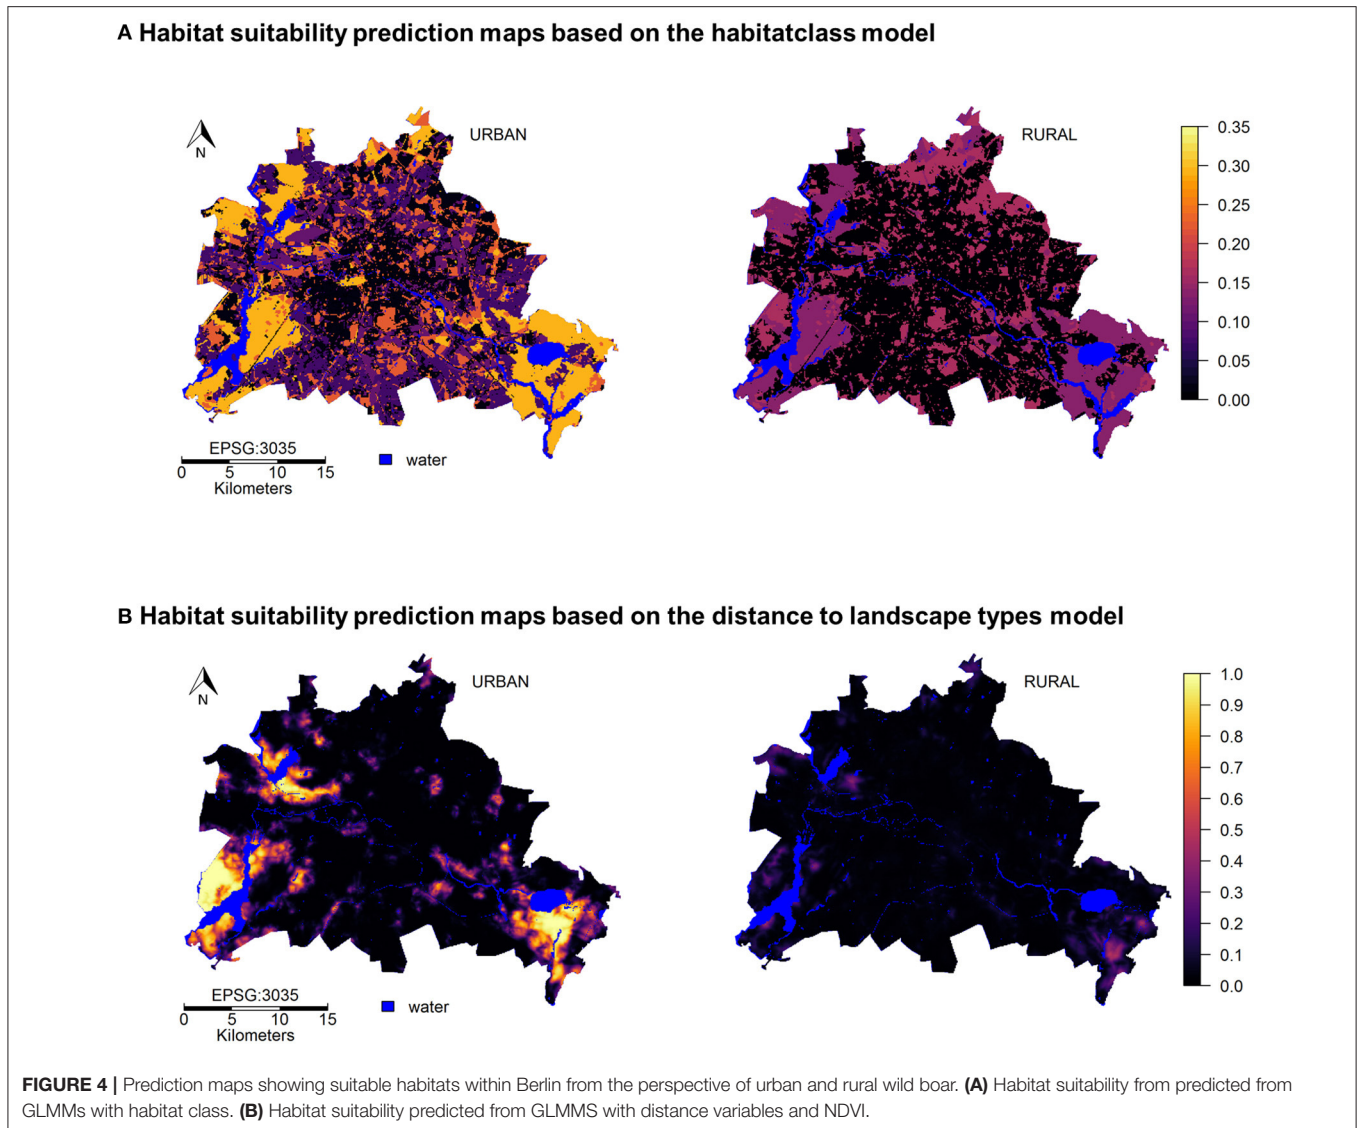 A Habitat suitability prediction maps based on the habitatclass model
N
URBAN
RURAL
0.35
0.30
0.25
0.20
0.15
0.10
0.05
0.00
EPSG:3035
0 5 10 15
Kilometers
water
B Habitat suitability prediction maps based on the distance to landscape types model
N
URBAN
RURAL
1.0
0.9
0.8
0.7
0.6
0.5
0.4
0.3
0.2
0.1
0.0
EPSG:3035
0 5 10 15
Kilometers
water
FIGURE 4 | Prediction maps showing suitable habitats within Berlin from the perspective of urban and rural wild boar. (A) Habitat suitability from predicted from
GLMMs with habitat class. (B) Habitat suitability predicted from GLMMS with distance variables and NDVI.